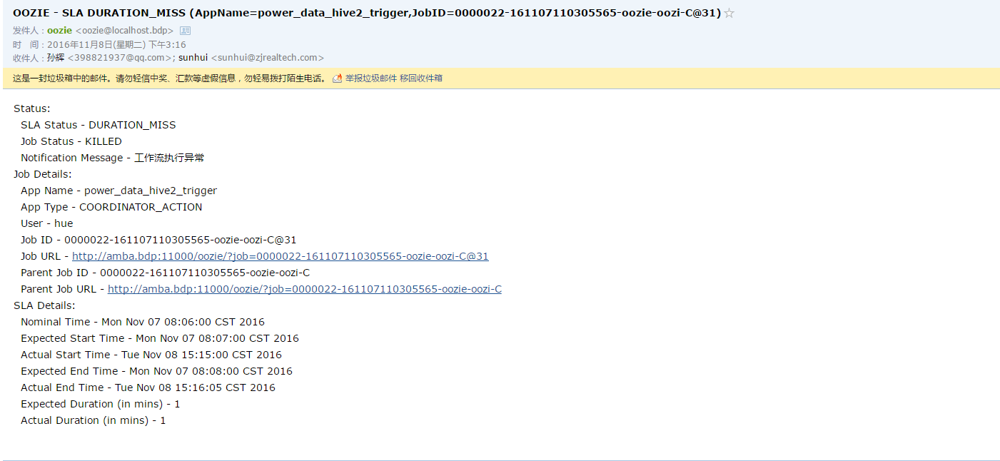 OOZIE - SLA DURATION_MISS (AppName=power_data_hive2_trigger,JobID=0000022-161107110305565-oozie-oozi-C@31)☆
发件人：oozie <oozie@localhost.bdp>
时 间：2016年11月8日(星期二) 下午3:16
收件人：孙辉 <398821937@qq.com>; sunhui <sunhui@zjrealtech.com>
这是一封垃圾箱中的邮件。请勿轻信中奖、汇款等虚假信息，勿轻易拨打陌生电话。 举报垃圾邮件 移回收件箱
Status:
SLA Status - DURATION_MISS
Job Status - KILLED
Notification Message - 工作流执行异常
Job Details:
App Name - power_data_hive2_trigger
App Type - COORDINATOR_ACTION
User - hue
Job ID - 0000022-161107110305565-oozie-oozi-C@31
Job URL - http://amba.bdp:11000/oozie/?job=0000022-161107110305565-oozie-oozi-C@31
Parent Job ID - 0000022-161107110305565-oozie-oozi-C
Parent Job URL - http://amba.bdp:11000/oozie/?job=0000022-161107110305565-oozie-oozi-C
SLA Details:
Nominal Time - Mon Nov 07 08:06:00 CST 2016
Expected Start Time - Mon Nov 07 08:07:00 CST 2016
Actual Start Time - Tue Nov 08 15:15:00 CST 2016
Expected End Time - Mon Nov 07 08:08:00 CST 2016
Actual End Time - Tue Nov 08 15:16:05 CST 2016
Expected Duration (in mins) - 1
Actual Duration (in mins) - 1